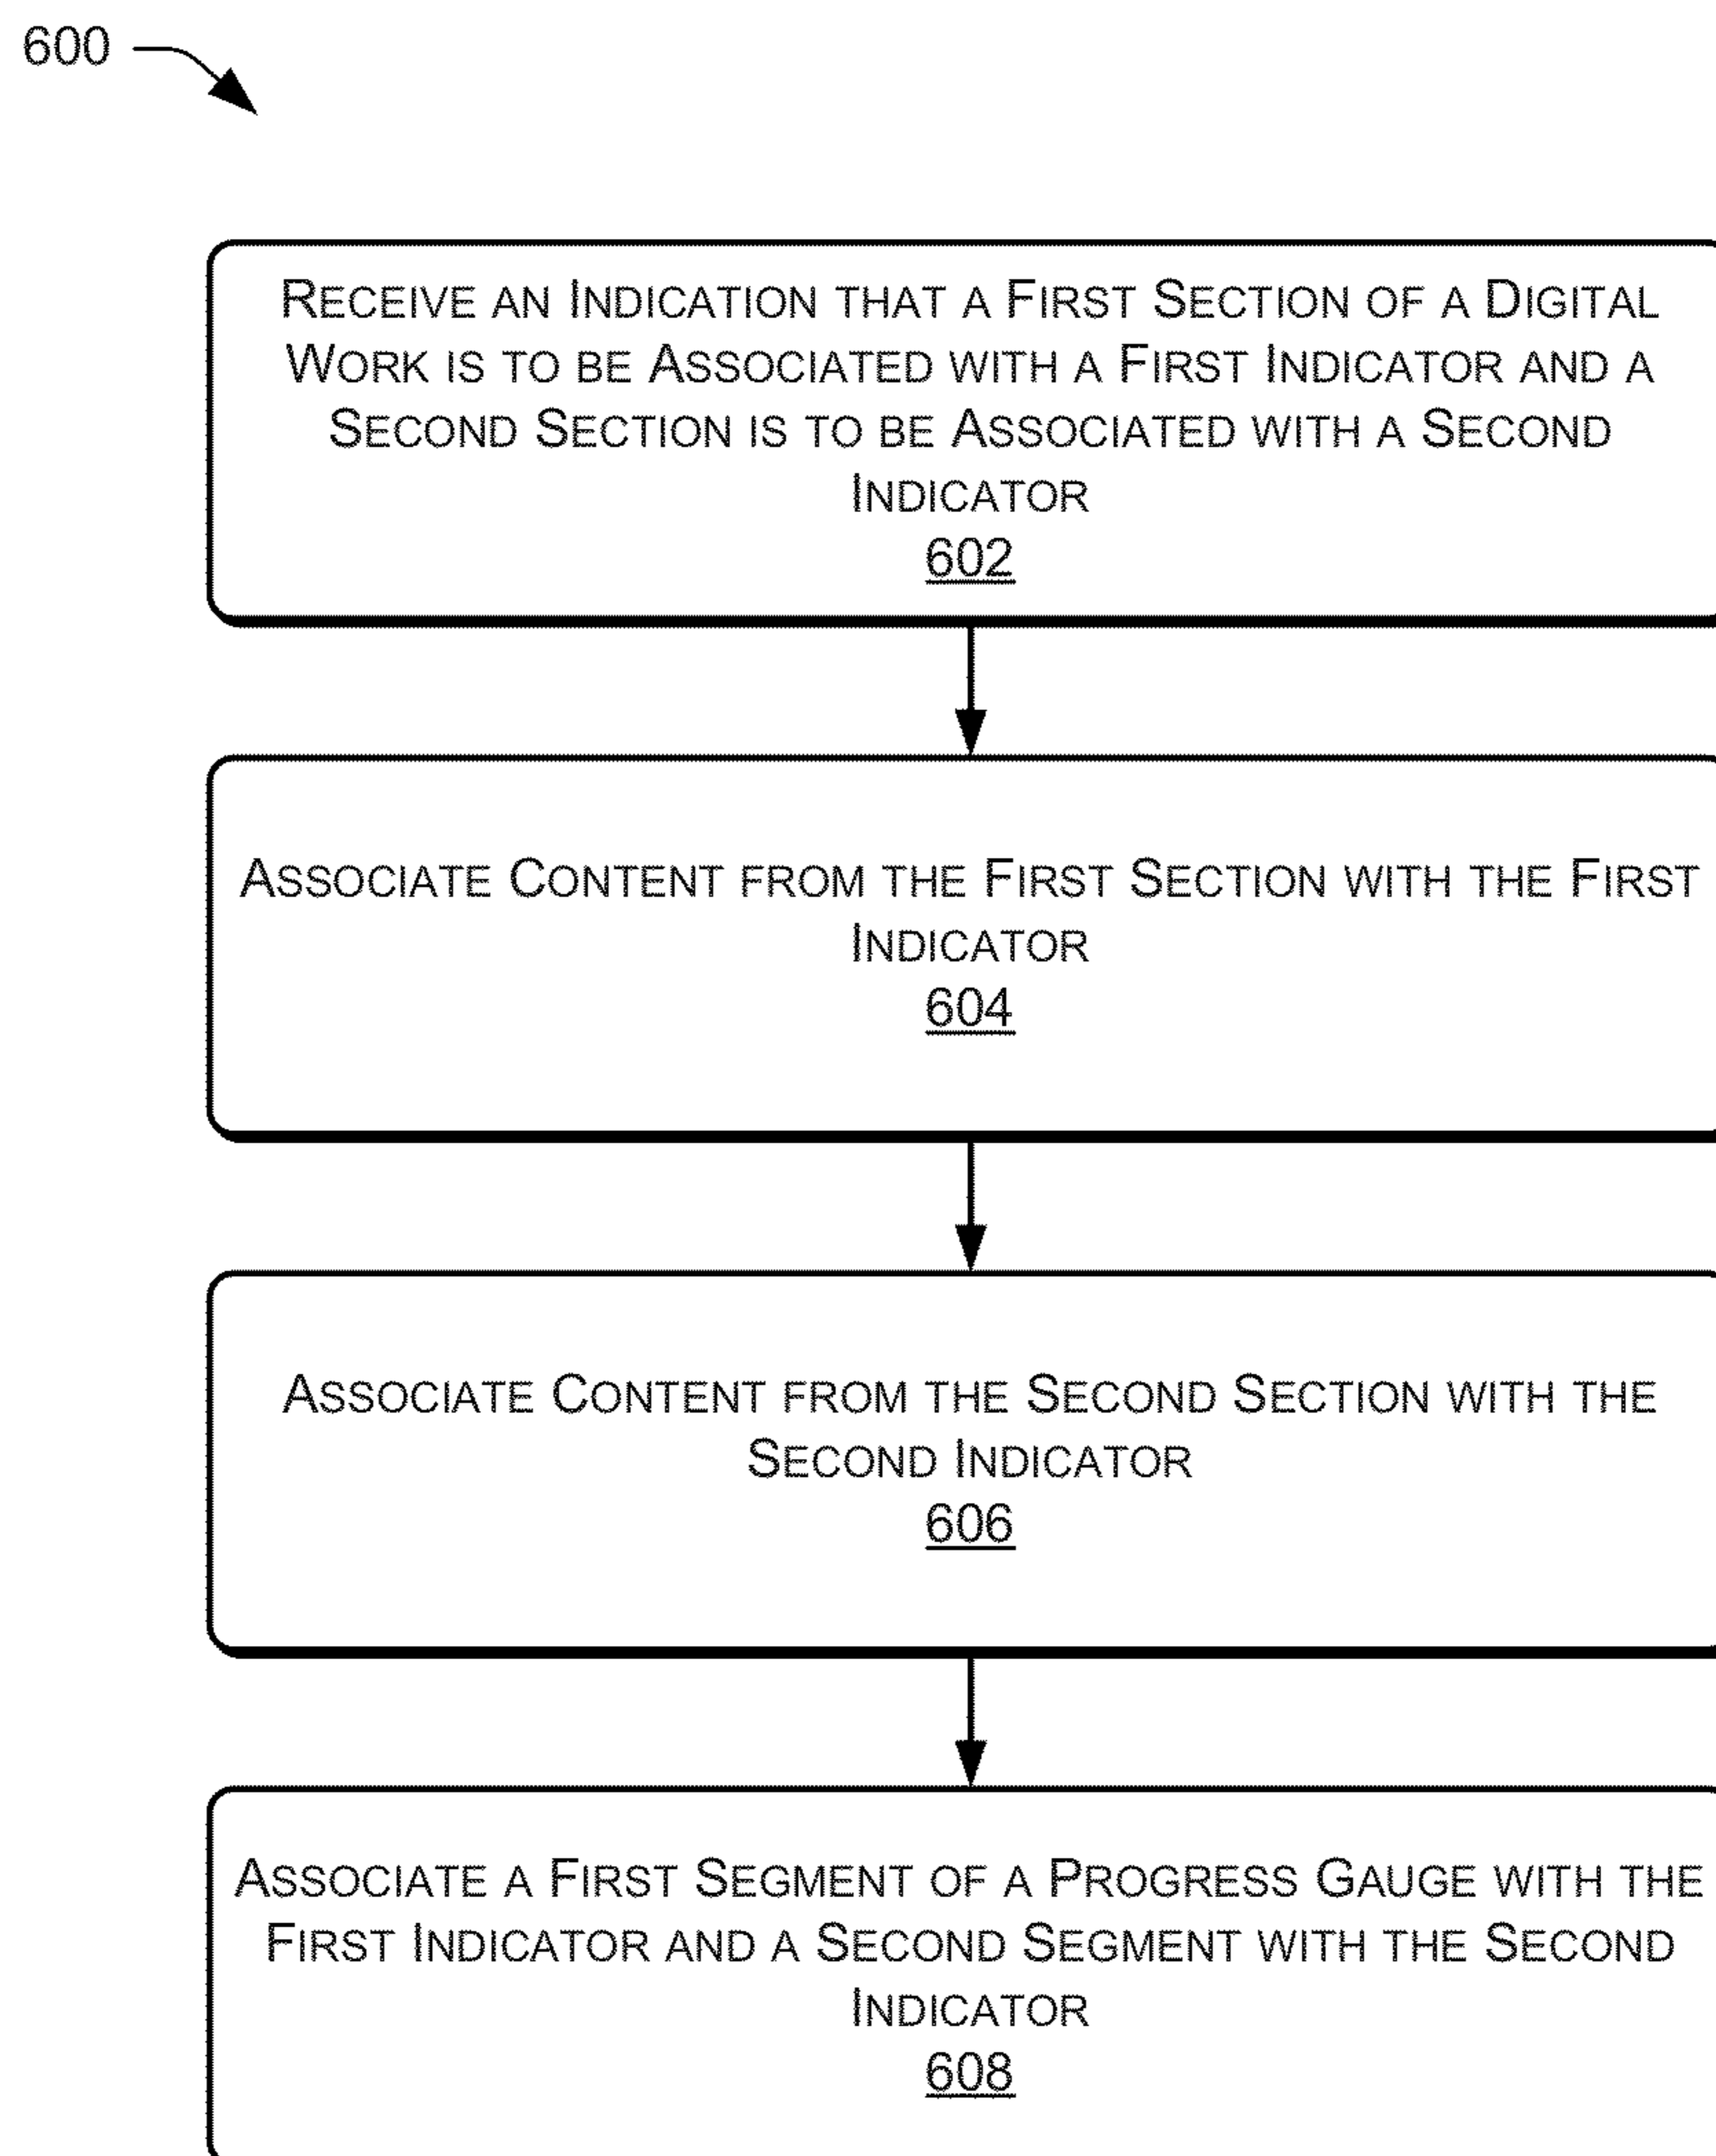 600
RECEIVE AN INDICATION THAT A FIRST SECTION OF A DIGITAL
WORK IS TO BE ASSOCIATED WITH A FIRST INDICATOR AND A
SECOND SECTION IS TO BE ASSOCIATED WITH A SECOND
INDICATOR
602
ASSOCIATE CONTENT FROM THE FIRST SECTION WITH THE FIRST
INDICATOR
604
ASSOCIATE CONTENT FROM THE SECOND SECTION WITH THE
SECOND INDICATOR
606
ASSOCIATE A FIRST SEGMENT OF A PROGRESS GAUGE WITH THE
FIRST INDICATOR AND A SECOND SEGMENT WITH THE SECOND
INDICATOR
608